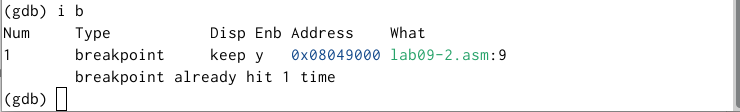 (gdb) i b
Num     Type           Disp Enb Address    What
1       breakpoint     keep y   0x08049000 lab09-2.asm:9
        breakpoint already hit 1 time
(gdb)